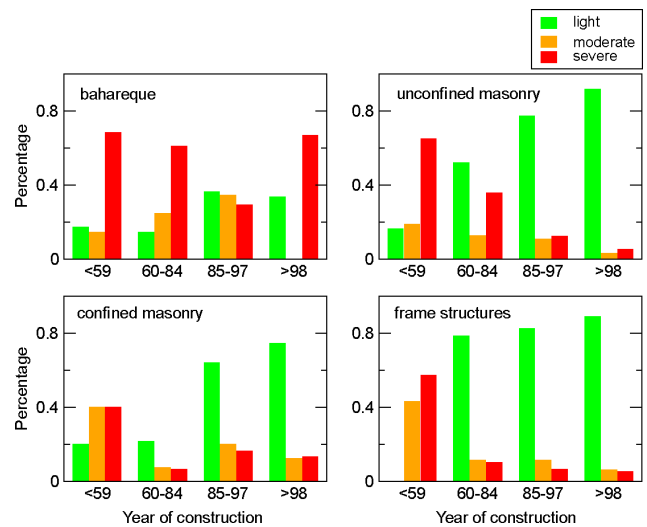 light
moderate
severe
bahareque
unconfined masonry
Percentage
0.8
0.4
0
<59 60-84 85-97 >98
0.8
0.4
0
<59 60-84 85-97 >98
confined masonry
frame structures
Percentage
0.8
0.4
0
<59 60-84 85-97 >98
Year of construction
0.8
0.4
0
<59 60-84 85-97 >98
Year of construction